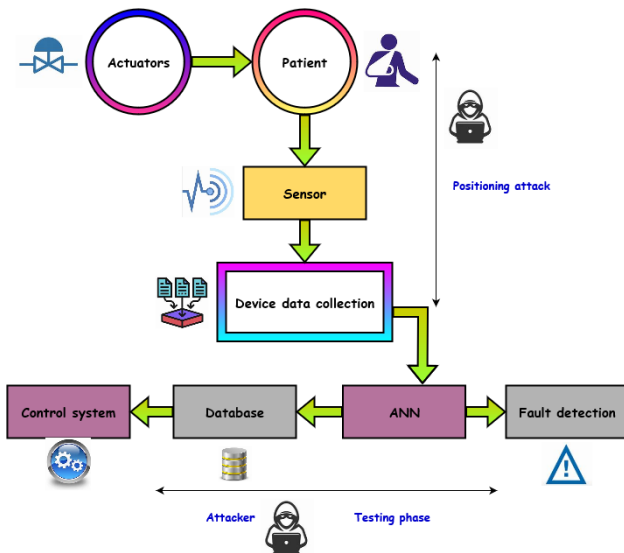 Actuators
Patient
Positioning attack
Sensor
Device data collection
Control system
Database
ANN
Fault detection
Attacker
Testing phase